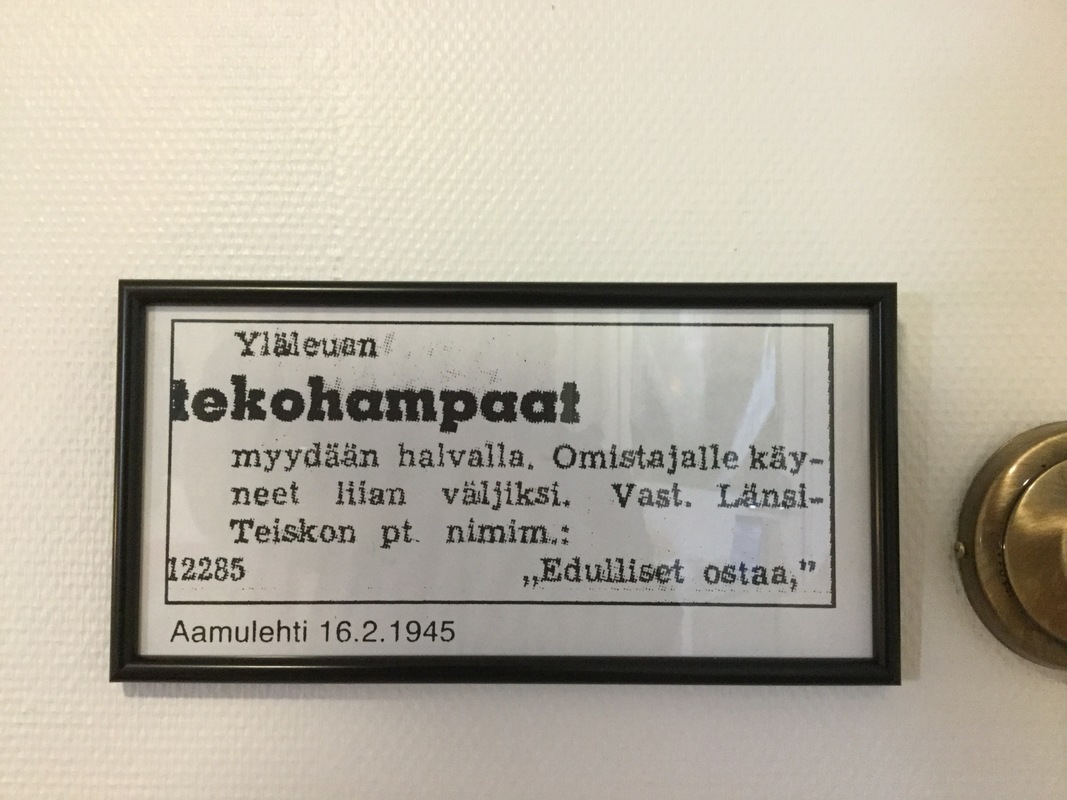 Yläleuan
tekohampaat
myydään halvalla. Omistajalle käy-
neet liian väljiksi. Vast. Länsi-
Teiskon pt. nimim.:
12285 „Edulliset ostaa,”
Aamulehti 16.2.1945